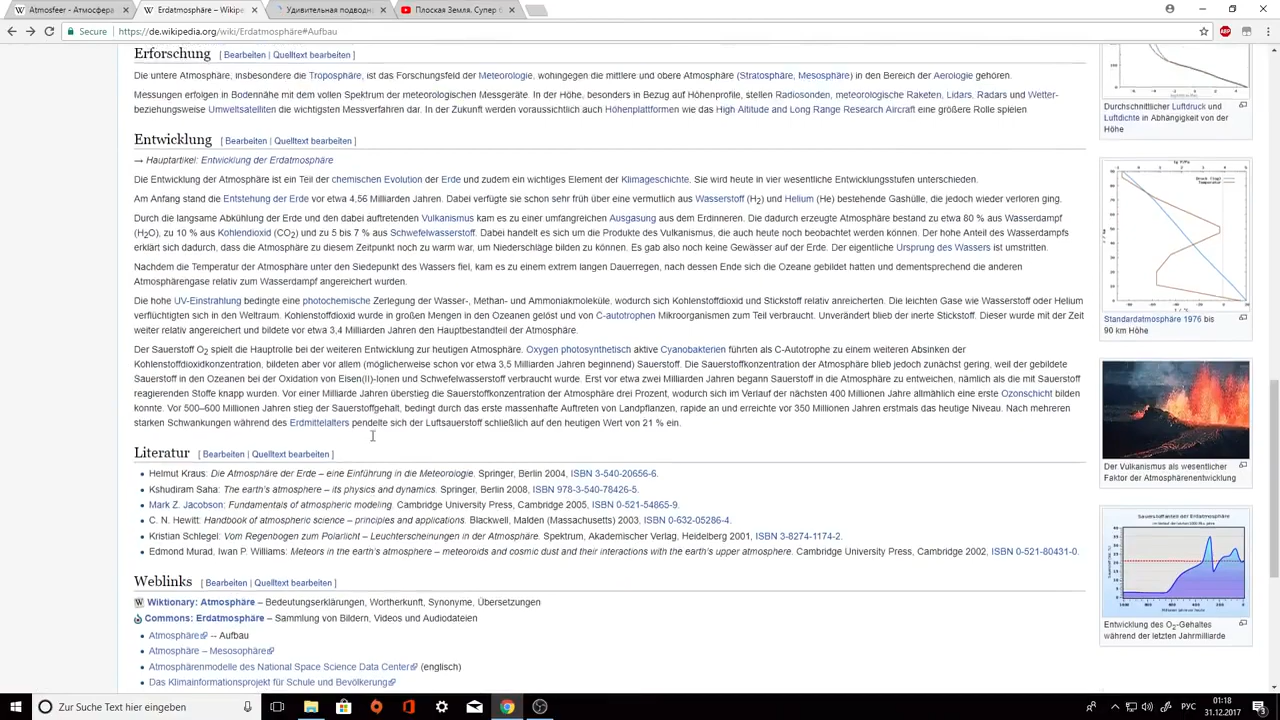 Atmosfeer - Атмосфера
Erdatmosphäre – Wikipe
Удивительная подводн
Плоская Земля. Супер б
Secure https://de.wikipedia.org/wiki/Erdatmosphäre#Aufbau
Erforschung [ Bearbeiten | Quelltext bearbeiten ]
Die untere Atmosphäre, insbesondere die Troposphäre, ist das Forschungsfeld der Meteorologie, wohingegen die mittlere und obere Atmosphäre (Stratosphäre, Mesosphäre) in den Bereich der Aerologie gehören.
Messungen erfolgen in Bodennähe mit dem vollen Spektrum der meteorologischen Messgeräte. In der Höhe, besonders in Bezug auf Höhenprofile, stellen Radiosonden, meteorologische Raketen, Lidars, Radars und Wetter-
beziehungsweise Umweltsatelliten die wichtigsten Messverfahren dar. In der Zukunft werden voraussichtlich auch Höhenplattformen wie das High Altitude and Long Range Research Aircraft eine größere Rolle spielen
Entwicklung [ Bearbeiten | Quelltext bearbeiten ]
→ Hauptartikel: Entwicklung der Erdatmosphäre
Die Entwicklung der Atmosphäre ist ein Teil der chemischen Evolution der Erde und zudem ein wichtiges Element der Klimageschichte. Sie wird heute in vier wesentliche Entwicklungsstufen unterschieden.
Am Anfang stand die Entstehung der Erde vor etwa 4,56 Milliarden Jahren. Dabei verfügte sie schon sehr früh über eine vermutlich aus Wasserstoff (H2) und Helium (He) bestehende Gashülle, die jedoch wieder verloren ging.
Durch die langsame Abkühlung der Erde und den dabei auftretenden Vulkanismus kam es zu einer umfangreichen Ausgasung aus dem Erdinneren. Die dadurch erzeugte Atmosphäre bestand zu etwa 80 % aus Wasserdampf
(H2O), zu 10 % aus Kohlendioxid (CO2) und zu 5 bis 7 % aus Schwefelwasserstoff. Dabei handelt es sich um die Produkte des Vulkanismus, die auch heute noch beobachtet werden können. Der hohe Anteil des Wasserdampfs
erklärt sich dadurch, dass die Atmosphäre zu diesem Zeitpunkt noch zu warm war, um Niederschläge bilden zu können. Es gab also noch keine Gewässer auf der Erde. Der eigentliche Ursprung des Wassers ist umstritten.
Nachdem die Temperatur der Atmosphäre unter den Siedepunkt des Wassers fiel, kam es zu einem extrem langen Dauerregen, nach dessen Ende sich die Ozeane gebildet hatten und dementsprechend die anderen
Atmosphärengase relativ zum Wasserdampf angereichert wurden.
Die hohe UV-Einstrahlung bedingte eine photochemische Zerlegung der Wasser-, Methan- und Ammoniakmoleküle, wodurch sich Kohlenstoffdioxid und Stickstoff relativ anreicherten. Die leichten Gase wie Wasserstoff oder Helium
verflüchtigten sich in den Weltraum. Kohlenstoffdioxid wurde in großen Mengen in den Ozeanen gelöst und von C-autotrophen Mikroorganismen zum Teil verbraucht. Unverändert blieb der inerte Stickstoff. Dieser wurde mit der Zeit
weiter relativ angereichert und bildete vor etwa 3,4 Milliarden Jahren den Hauptbestandteil der Atmosphäre.
Der Sauerstoff O2 spielt die Hauptrolle bei der weiteren Entwicklung zur heutigen Atmosphäre. Oxygen photosynthetisch aktive Cyanobakterien führten als C-Autotrophe zu einem weiteren Absinken der
Kohlenstoffdioxidkonzentration, bildeten aber vor allem (möglicherweise schon vor etwa 3,5 Milliarden Jahren beginnend) Sauerstoff. Die Sauerstoffkonzentration der Atmosphäre blieb jedoch zunächst gering, weil der gebildete
Sauerstoff in den Ozeanen bei der Oxidation von Eisen(II)-Ionen und Schwefelwasserstoff verbraucht wurde. Erst vor etwa zwei Milliarden Jahren begann Sauerstoff in die Atmosphäre zu entweichen, nämlich als die mit Sauerstoff
reagierenden Stoffe knapp wurden. Vor einer Milliarde Jahren überstieg die Sauerstoffkonzentration der Atmosphäre drei Prozent, wodurch sich im Verlauf der nächsten 400 Millionen Jahre allmählich eine erste Ozonschicht bilden
konnte. Vor 500–600 Millionen Jahren stieg der Sauerstoffgehalt, bedingt durch das erste massenhafte Auftreten von Landpflanzen, rapide an und erreichte vor 350 Millionen Jahren erstmals das heutige Niveau. Nach mehreren
starken Schwankungen während des Erdmittelalters pendelte sich der Luftsauerstoff schließlich auf den heutigen Wert von 21 % ein.
Literatur [ Bearbeiten | Quelltext bearbeiten ]
Helmut Kraus: Die Atmosphäre der Erde – eine Einführung in die Meteorologie. Springer, Berlin 2004, ISBN 3-540-20656-6.
Kshudiram Saha: The earth's atmosphere – its physics and dynamics. Springer, Berlin 2008, ISBN 978-3-540-78426-5.
Mark Z. Jacobson: Fundamentals of atmospheric modeling. Cambridge University Press, Cambridge 2005, ISBN 0-521-54865-9.
C. N. Hewitt: Handbook of atmospheric science – principles and applications. Blackwell, Malden (Massachusetts) 2003, ISBN 0-632-05286-4.
Kristian Schlegel: Vom Regenbogen zum Polarlicht – Leuchterscheinungen in der Atmosphäre. Spektrum, Akademischer Verlag, Heidelberg 2001, ISBN 3-8274-1174-2.
Edmond Murad, Iwan P. Williams: Meteors in the earth's atmosphere – meteoroids and cosmic dust and their interactions with the earth's upper atmosphere. Cambridge University Press, Cambridge 2002, ISBN 0-521-80431-0.
Weblinks [ Bearbeiten | Quelltext bearbeiten ]
Wiktionary: Atmosphäre – Bedeutungserklärungen, Wortherkunft, Synonyme, Übersetzungen
Commons: Erdatmosphäre – Sammlung von Bildern, Videos und Audiodateien
Atmosphäre -- Aufbau
Atmosphäre – Mesosophäre
Atmosphärenmodelle des National Space Science Data Center (englisch)
Das Klimainformationsprojekt für Schule und Bevölkerung
Durchschnittlicher Luftdruck und
Luftdichte in Abhängigkeit von der
Höhe
Standardatmosphäre 1976 bis
90 km Höhe
Der Vulkanismus als wesentlicher
Faktor der Atmosphärenentwicklung
Sauerstoffanteil der Erdatmosphäre
Entwicklung des O2-Gehaltes
während der letzten Jahrmilliarde
Zur Suche Text hier eingeben
РУС
01:18
31.12.2017